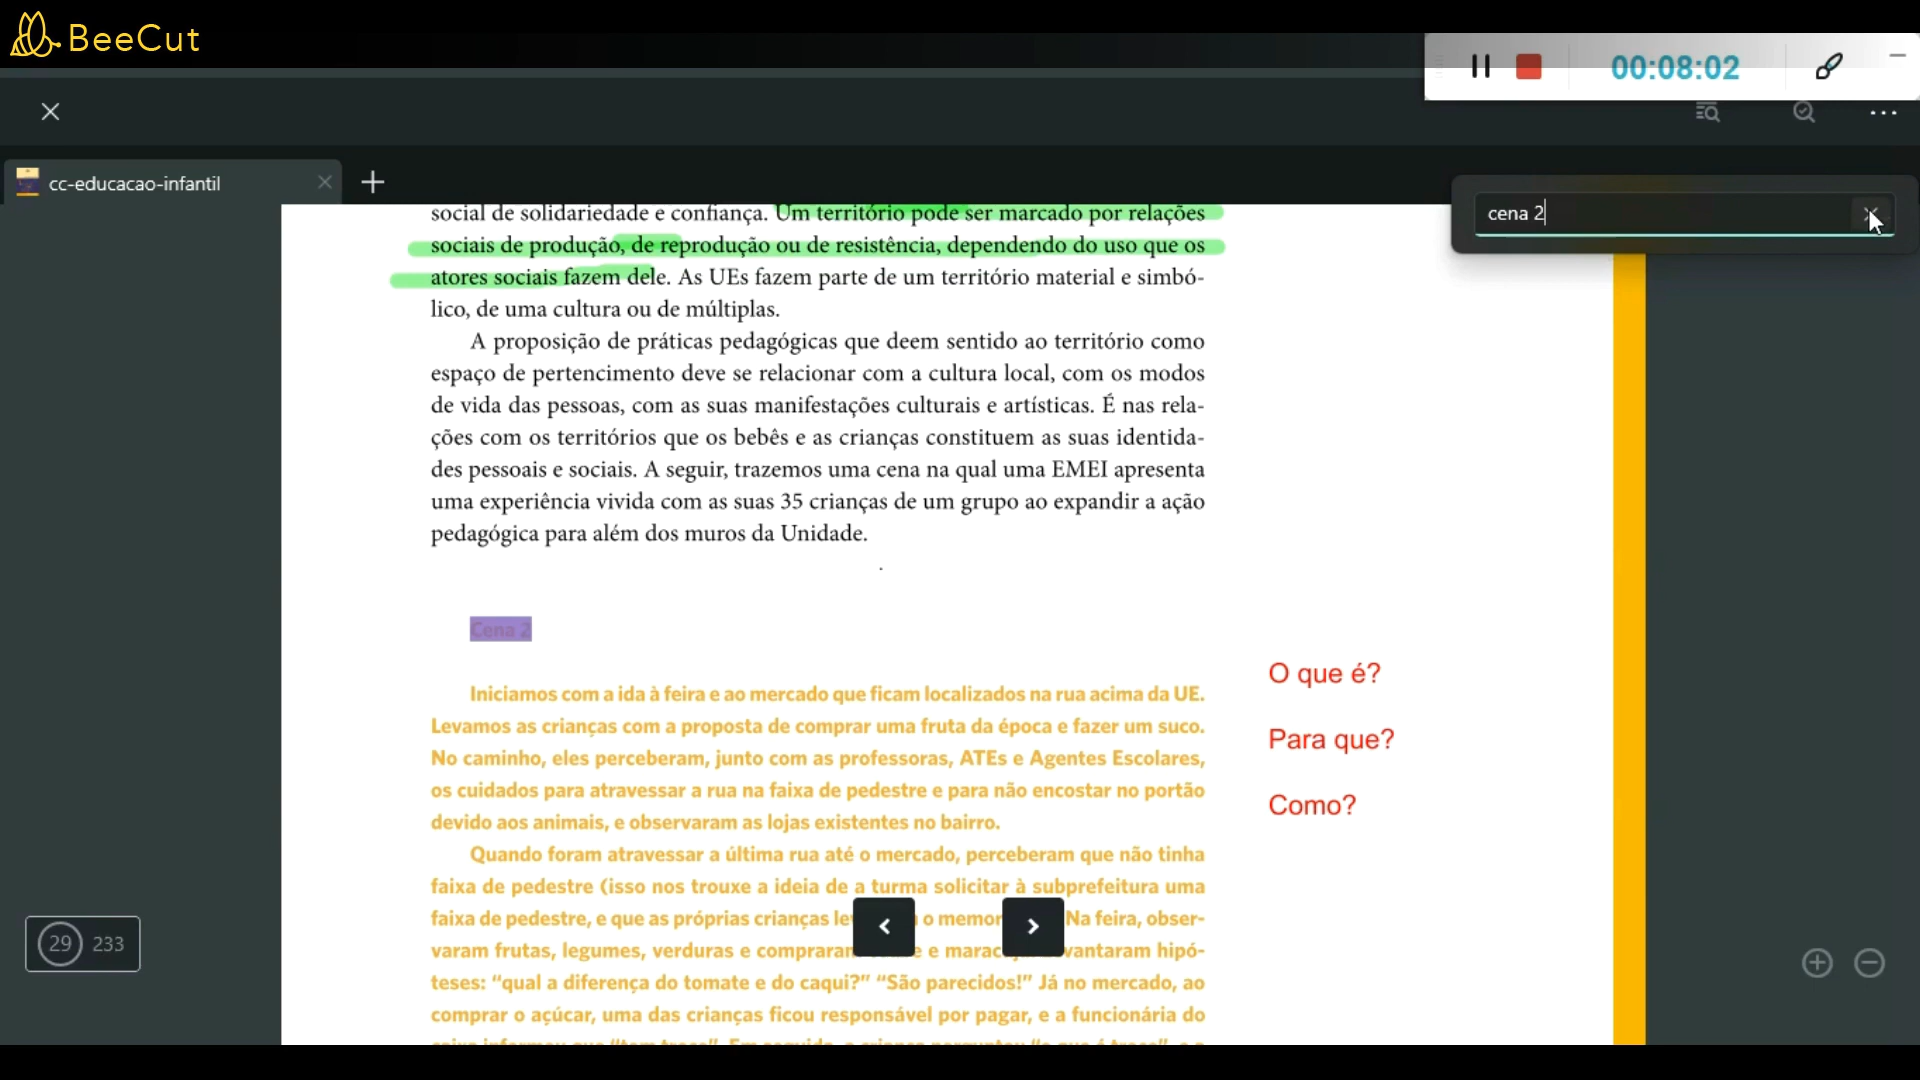 BeeCut
00:08:02
cc-educacao-infantil
cena 2
social de solidariedade e confiança. Um território pode ser marcado por relações
sociais de produção, de reprodução ou de resistência, dependendo do uso que os
atores sociais fazem dele. As UEs fazem parte de um território material e simbó-
lico, de uma cultura ou de múltiplas.
A proposição de práticas pedagógicas que deem sentido ao território como
espaço de pertencimento deve se relacionar com a cultura local, com os modos
de vida das pessoas, com as suas manifestações culturais e artísticas. É nas rela-
ções com os territórios que os bebês e as crianças constituem as suas identida-
des pessoais e sociais. A seguir, trazemos uma cena na qual uma EMEI apresenta
uma experiência vivida com as suas 35 crianças de um grupo ao expandir a ação
pedagógica para além dos muros da Unidade.
Cena 2
Iniciamos com a ida à feira e ao mercado que ficam localizados na rua acima da UE.
Levamos as crianças com a proposta de comprar uma fruta da época e fazer um suco.
No caminho, eles perceberam, junto com as professoras, ATEs e Agentes Escolares,
os cuidados para atravessar a rua na faixa de pedestre e para não encostar no portão
devido aos animais, e observaram as lojas existentes no bairro.
Quando foram atravessar a última rua até o mercado, perceberam que não tinha
faixa de pedestre (isso nos trouxe a ideia de a turma solicitar à subprefeitura uma
faixa de pedestre, e que as próprias crianças le o memor Na feira, obser-
varam frutas, legumes, verduras e compraram e marac vantaram hipó-
teses: “qual a diferença do tomate e do caqui?” “São parecidos!” Já no mercado, ao
comprar o açúcar, uma das crianças ficou responsável por pagar, e a funcionária do
O que é?
Para que?
Como?
29 233